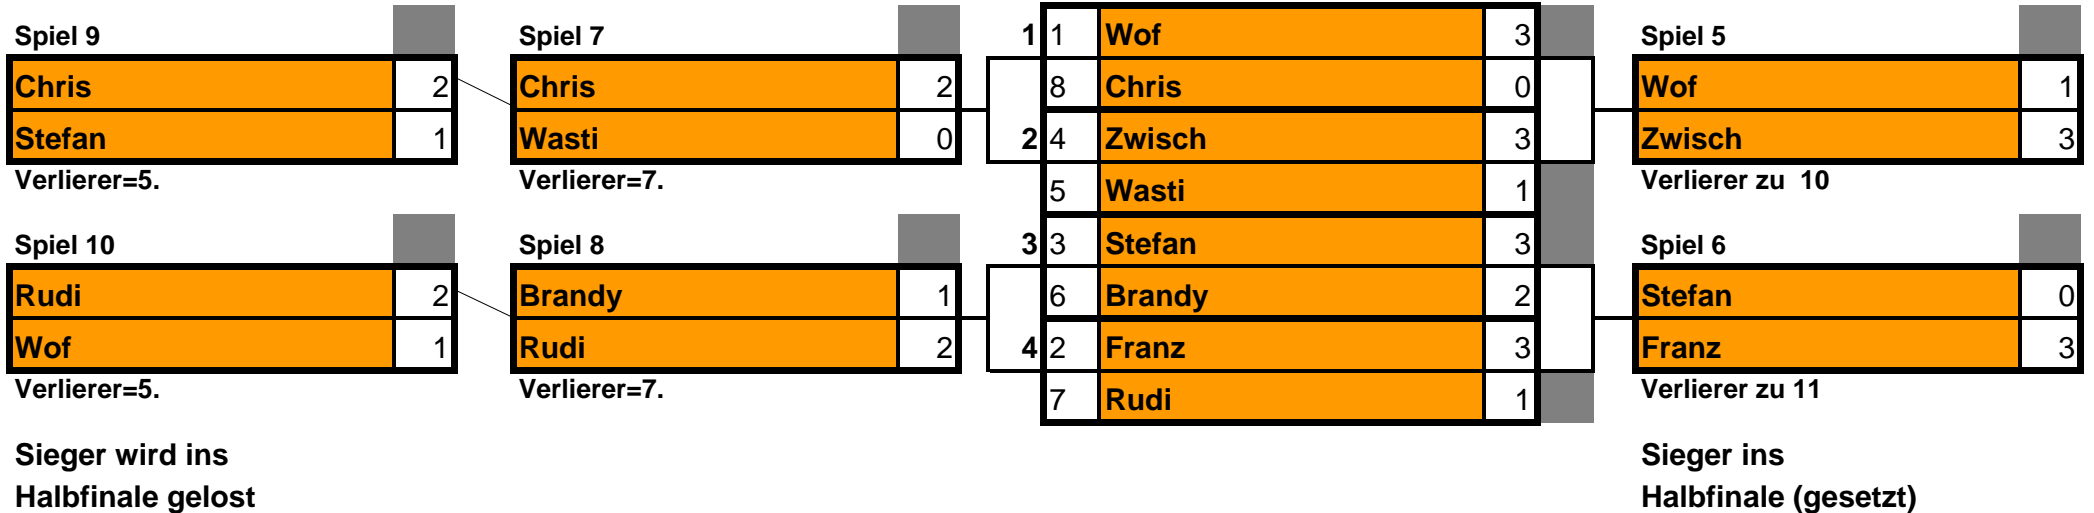 1 1 Wof 3
Spiel 9 Spiel 7 Spiel 5
Chris 2 Chris 2 8 Chris 0 Wof 1
Stefan 1 Wasti 0 2 4 Zwisch 3 Zwisch 3
Verlierer=5. Verlierer=7. 5 Wasti 1 Verlierer zu 10
Spiel 10 Spiel 8 3 3 Stefan 3 Spiel 6
Rudi 2 Brandy 1 6 Brandy 2 Stefan 0
Wof 1 Rudi 2 4 2 Franz 3 Franz 3
Verlierer=5. Verlierer=7. 7 Rudi 1 Verlierer zu 11
Sieger wird ins Sieger ins
Halbfinale gelost Halbfinale (gesetzt)